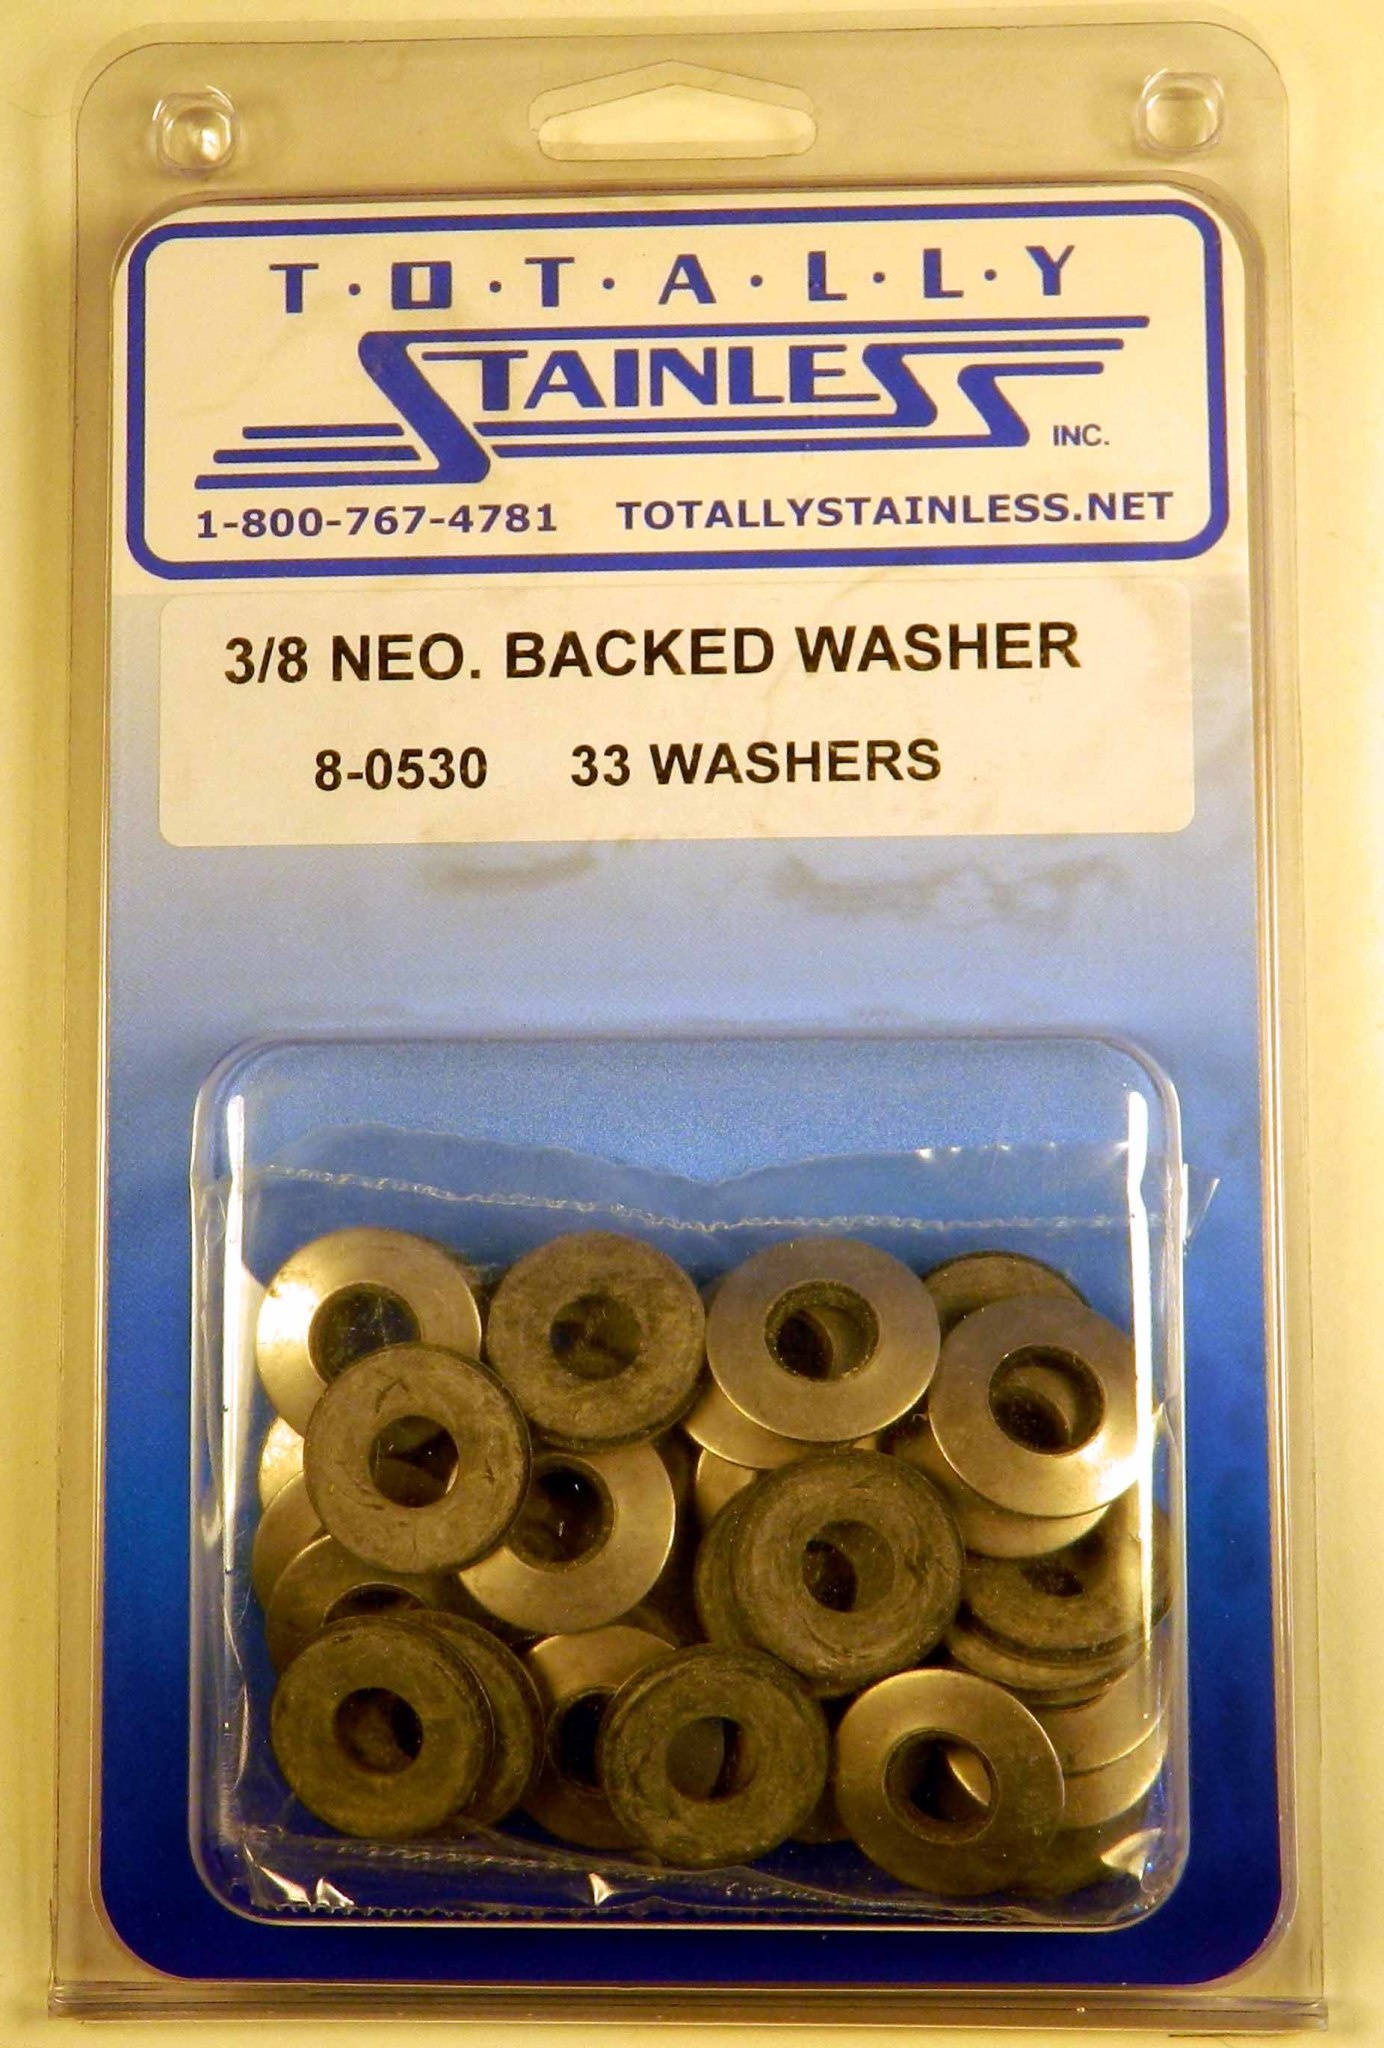 T·O·T·A·L·L·Y
STAINLESS
INC.
1-800-767-4781 TOTALLYSTAINLESS.NET
3/8 NEO. BACKED WASHER
8-0530 33 WASHERS